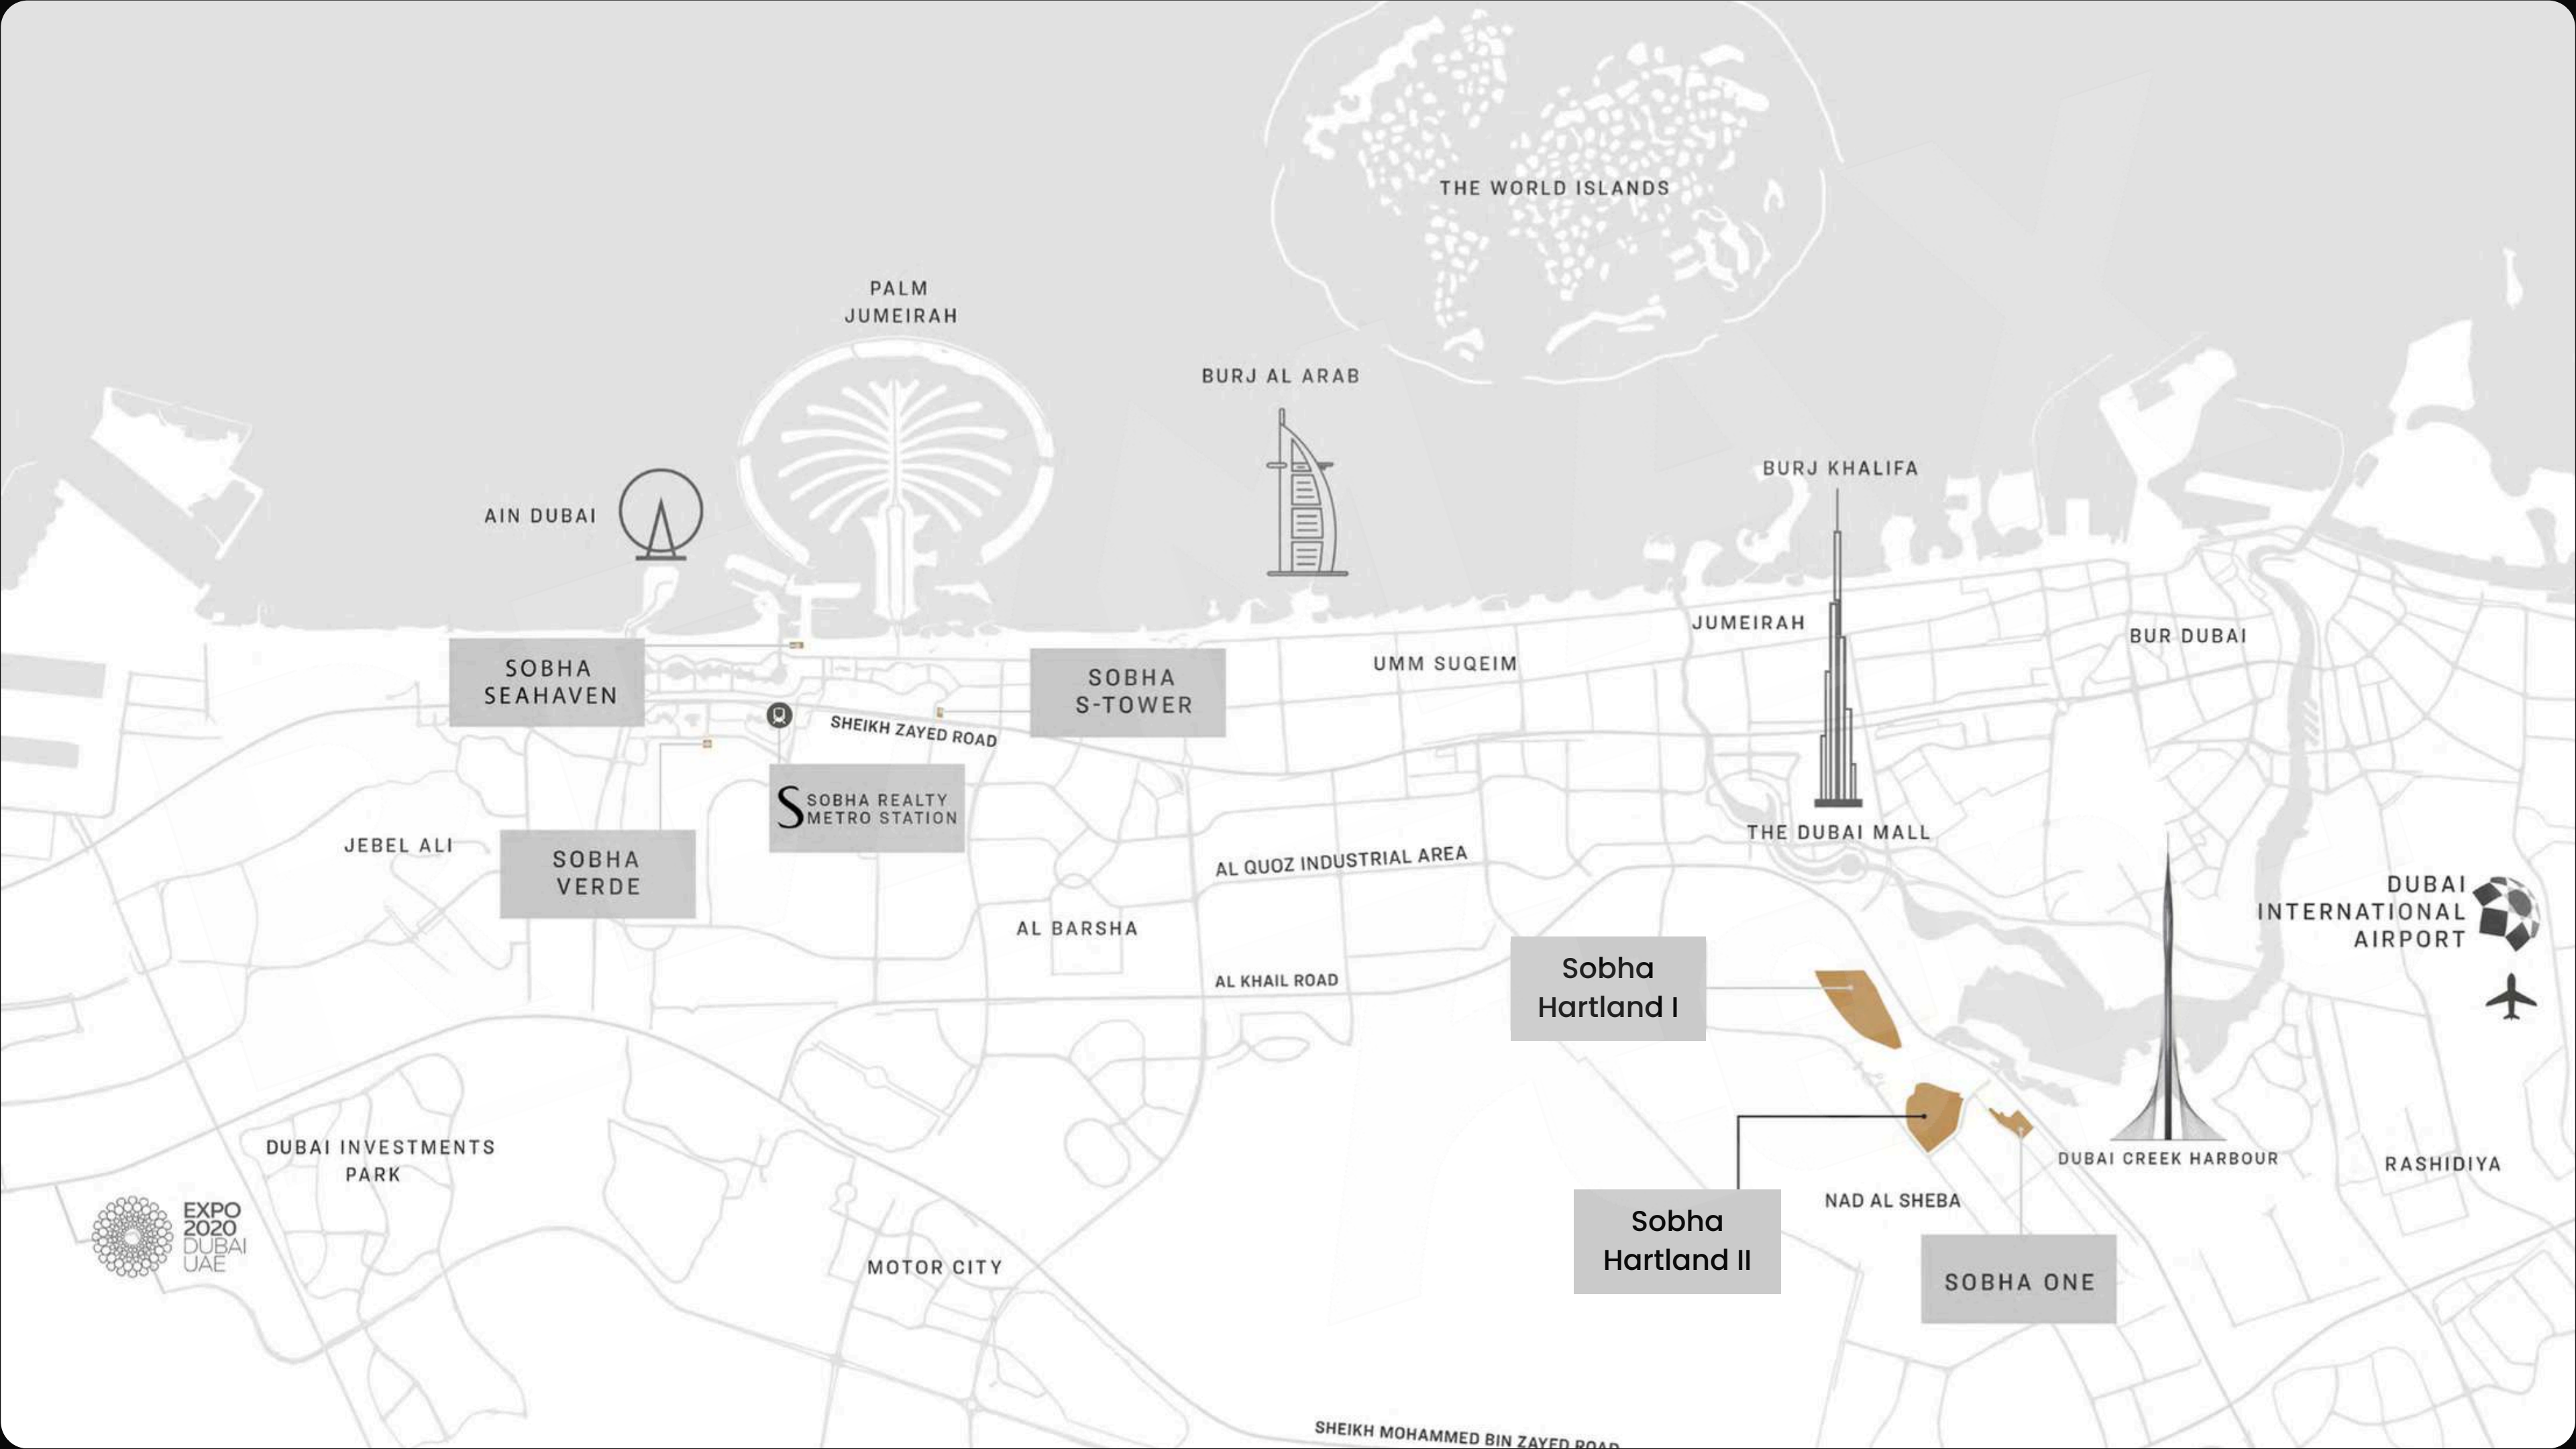 THE WORLD ISLANDS
PALM
JUMEIRAH
BURJ AL ARAB
BURJ KHALIFA
AIN DUBAI
JUMEIRAH
BUR DUBAI
UMM SUQEIM
SOBHA
SEAHAVEN
SOBHA
S-TOWER
SHEIKH ZAYED ROAD
S SOBHA REALTY
METRO STATION
THE DUBAI MALL
JEBEL ALI
SOBHA
VERDE
AL QUOZ INDUSTRIAL AREA
DUBAI
INTERNATIONAL
AIRPORT
AL BARSHA
AL KHAIL ROAD
Sobha
Hartland I
DUBAI INVESTMENTS
PARK
DUBAI CREEK HARBOUR
RASHIDIYA
NAD AL SHEBA
EXPO
2020
DUBAI
UAE
Sobha
Hartland II
MOTOR CITY
SOBHA ONE
SHEIKH MOHAMMED BIN ZAYED ROAD